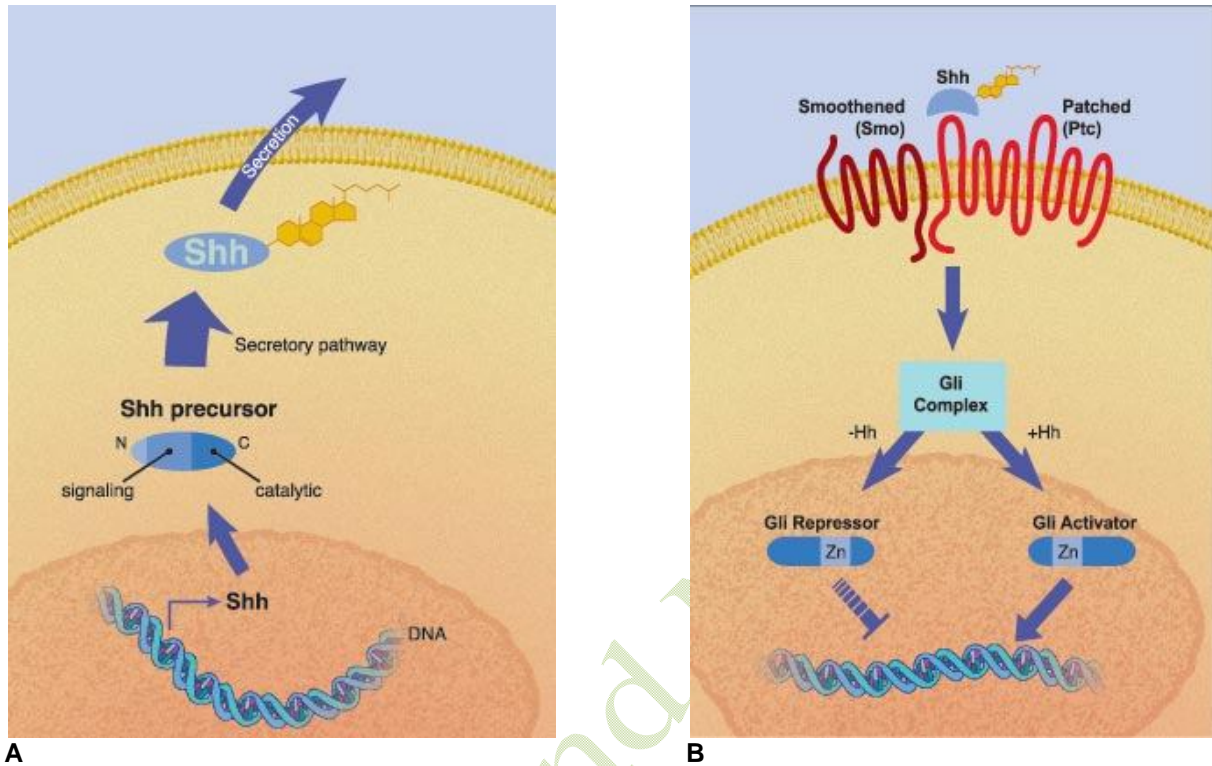 Secretion
Shh
Secretory pathway
Shh precursor
N C
signaling catalytic
Shh
DNA
A
Shh
Smoothened
(Smo)
Patched
(Ptc)
Gli
Complex
-Hh +Hh
Gli Repressor
Zn
Gli Activator
Zn
B